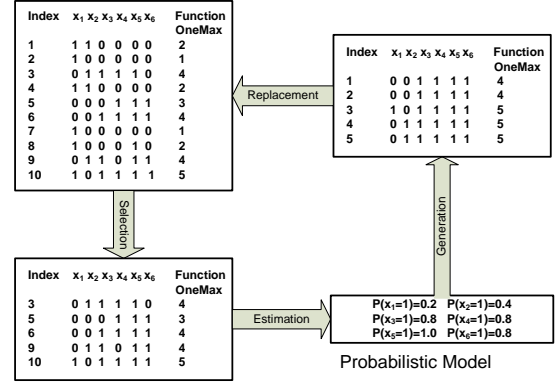 Index x₁ x₂ x₃ x₄ x₅ x₆ Function
OneMax
1 1 1 0 0 0 0 2
2 1 0 0 0 0 0 1
3 0 1 1 1 1 0 4
4 1 1 0 0 0 0 2
5 0 0 0 1 1 1 3
6 0 0 1 1 1 1 4
7 1 0 0 0 0 0 1
8 1 0 0 0 1 0 2
9 0 1 1 0 1 1 4
10 1 0 1 1 1 1 5
Replacement
Index x₁ x₂ x₃ x₄ x₅ x₆ Function
OneMax
1 0 0 1 1 1 1 4
2 0 0 1 1 1 1 4
3 1 0 1 1 1 1 5
4 0 1 1 1 1 1 5
5 0 1 1 1 1 1 5
Selection
Generation
Index x₁ x₂ x₃ x₄ x₅ x₆ Function
OneMax
3 0 1 1 1 1 0 4
5 0 0 0 1 1 1 3
6 0 0 1 1 1 1 4
9 0 1 1 0 1 1 4
10 1 0 1 1 1 1 5
Estimation
P(x₁=1)=0.2 P(x₂=1)=0.4
P(x₃=1)=0.8 P(x₄=1)=0.8
P(x₅=1)=1.0 P(x₆=1)=0.8
Probabilistic Model